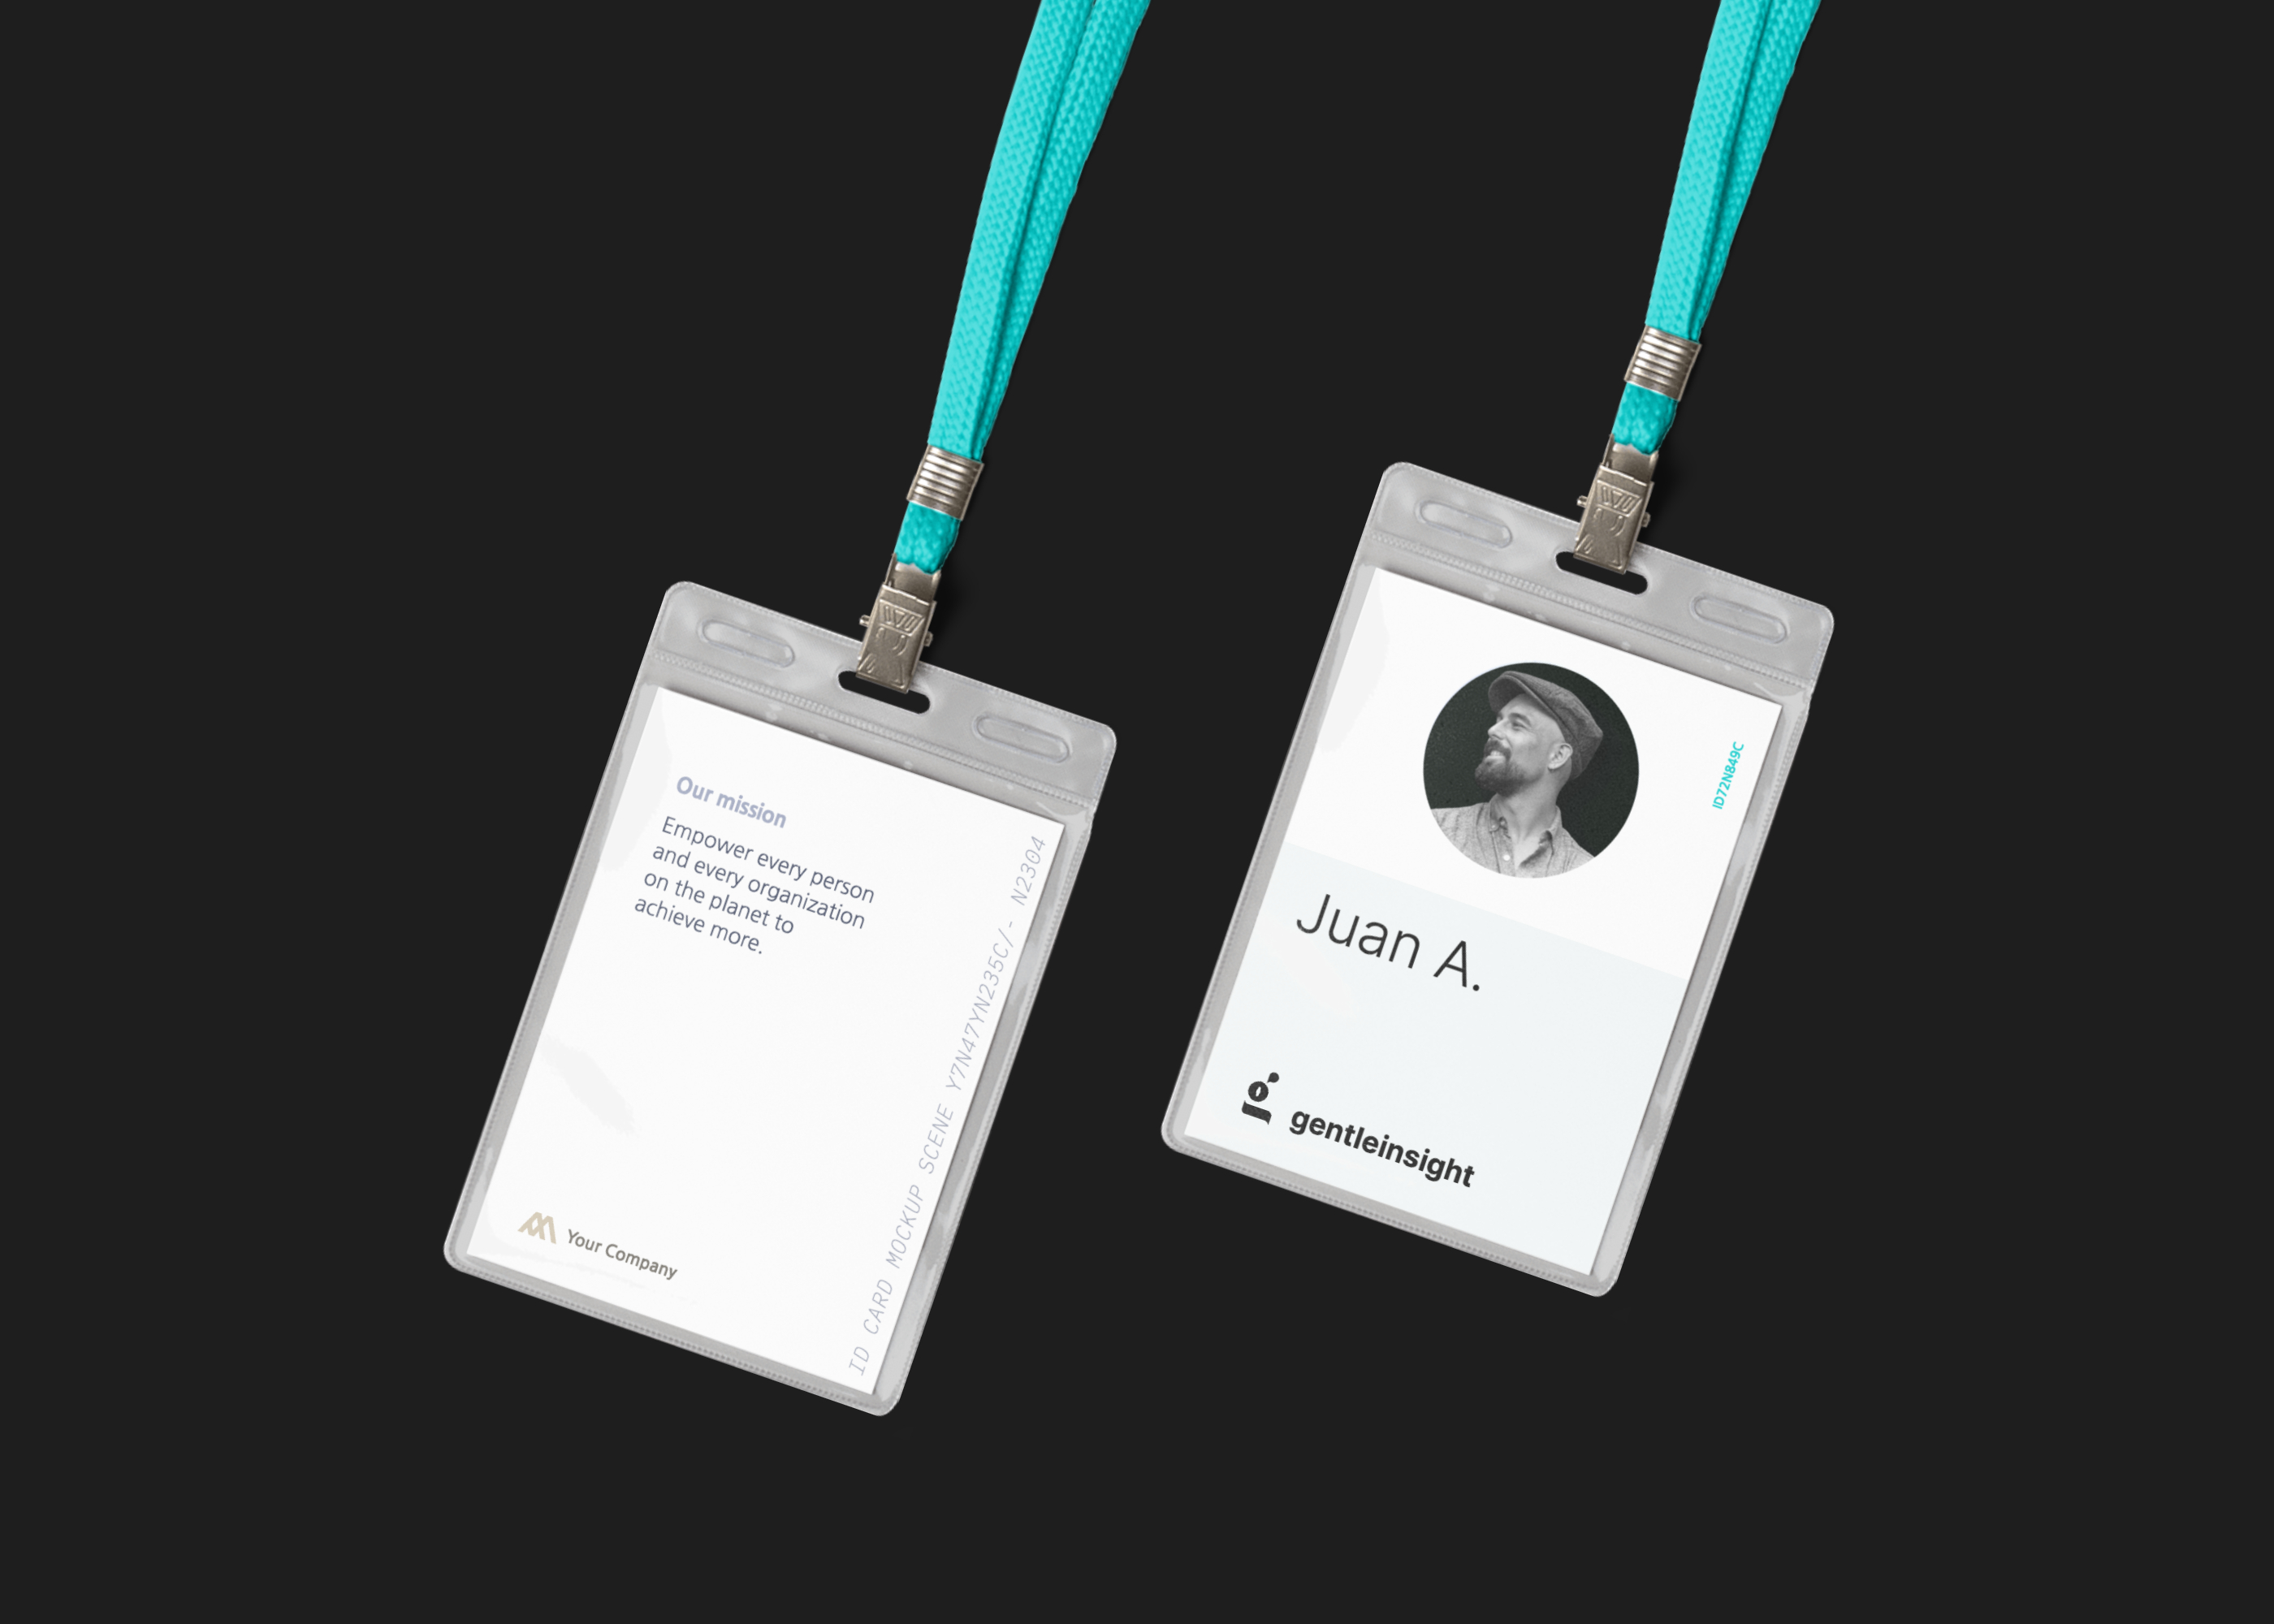 Our mission
Empower every person
and every organization
on the planet to
achieve more.
Your Company
ID CARD MOCKUP SCENE Y7N47YN235C/- N2304
ID72N849C
Juan A.
gentleinsight